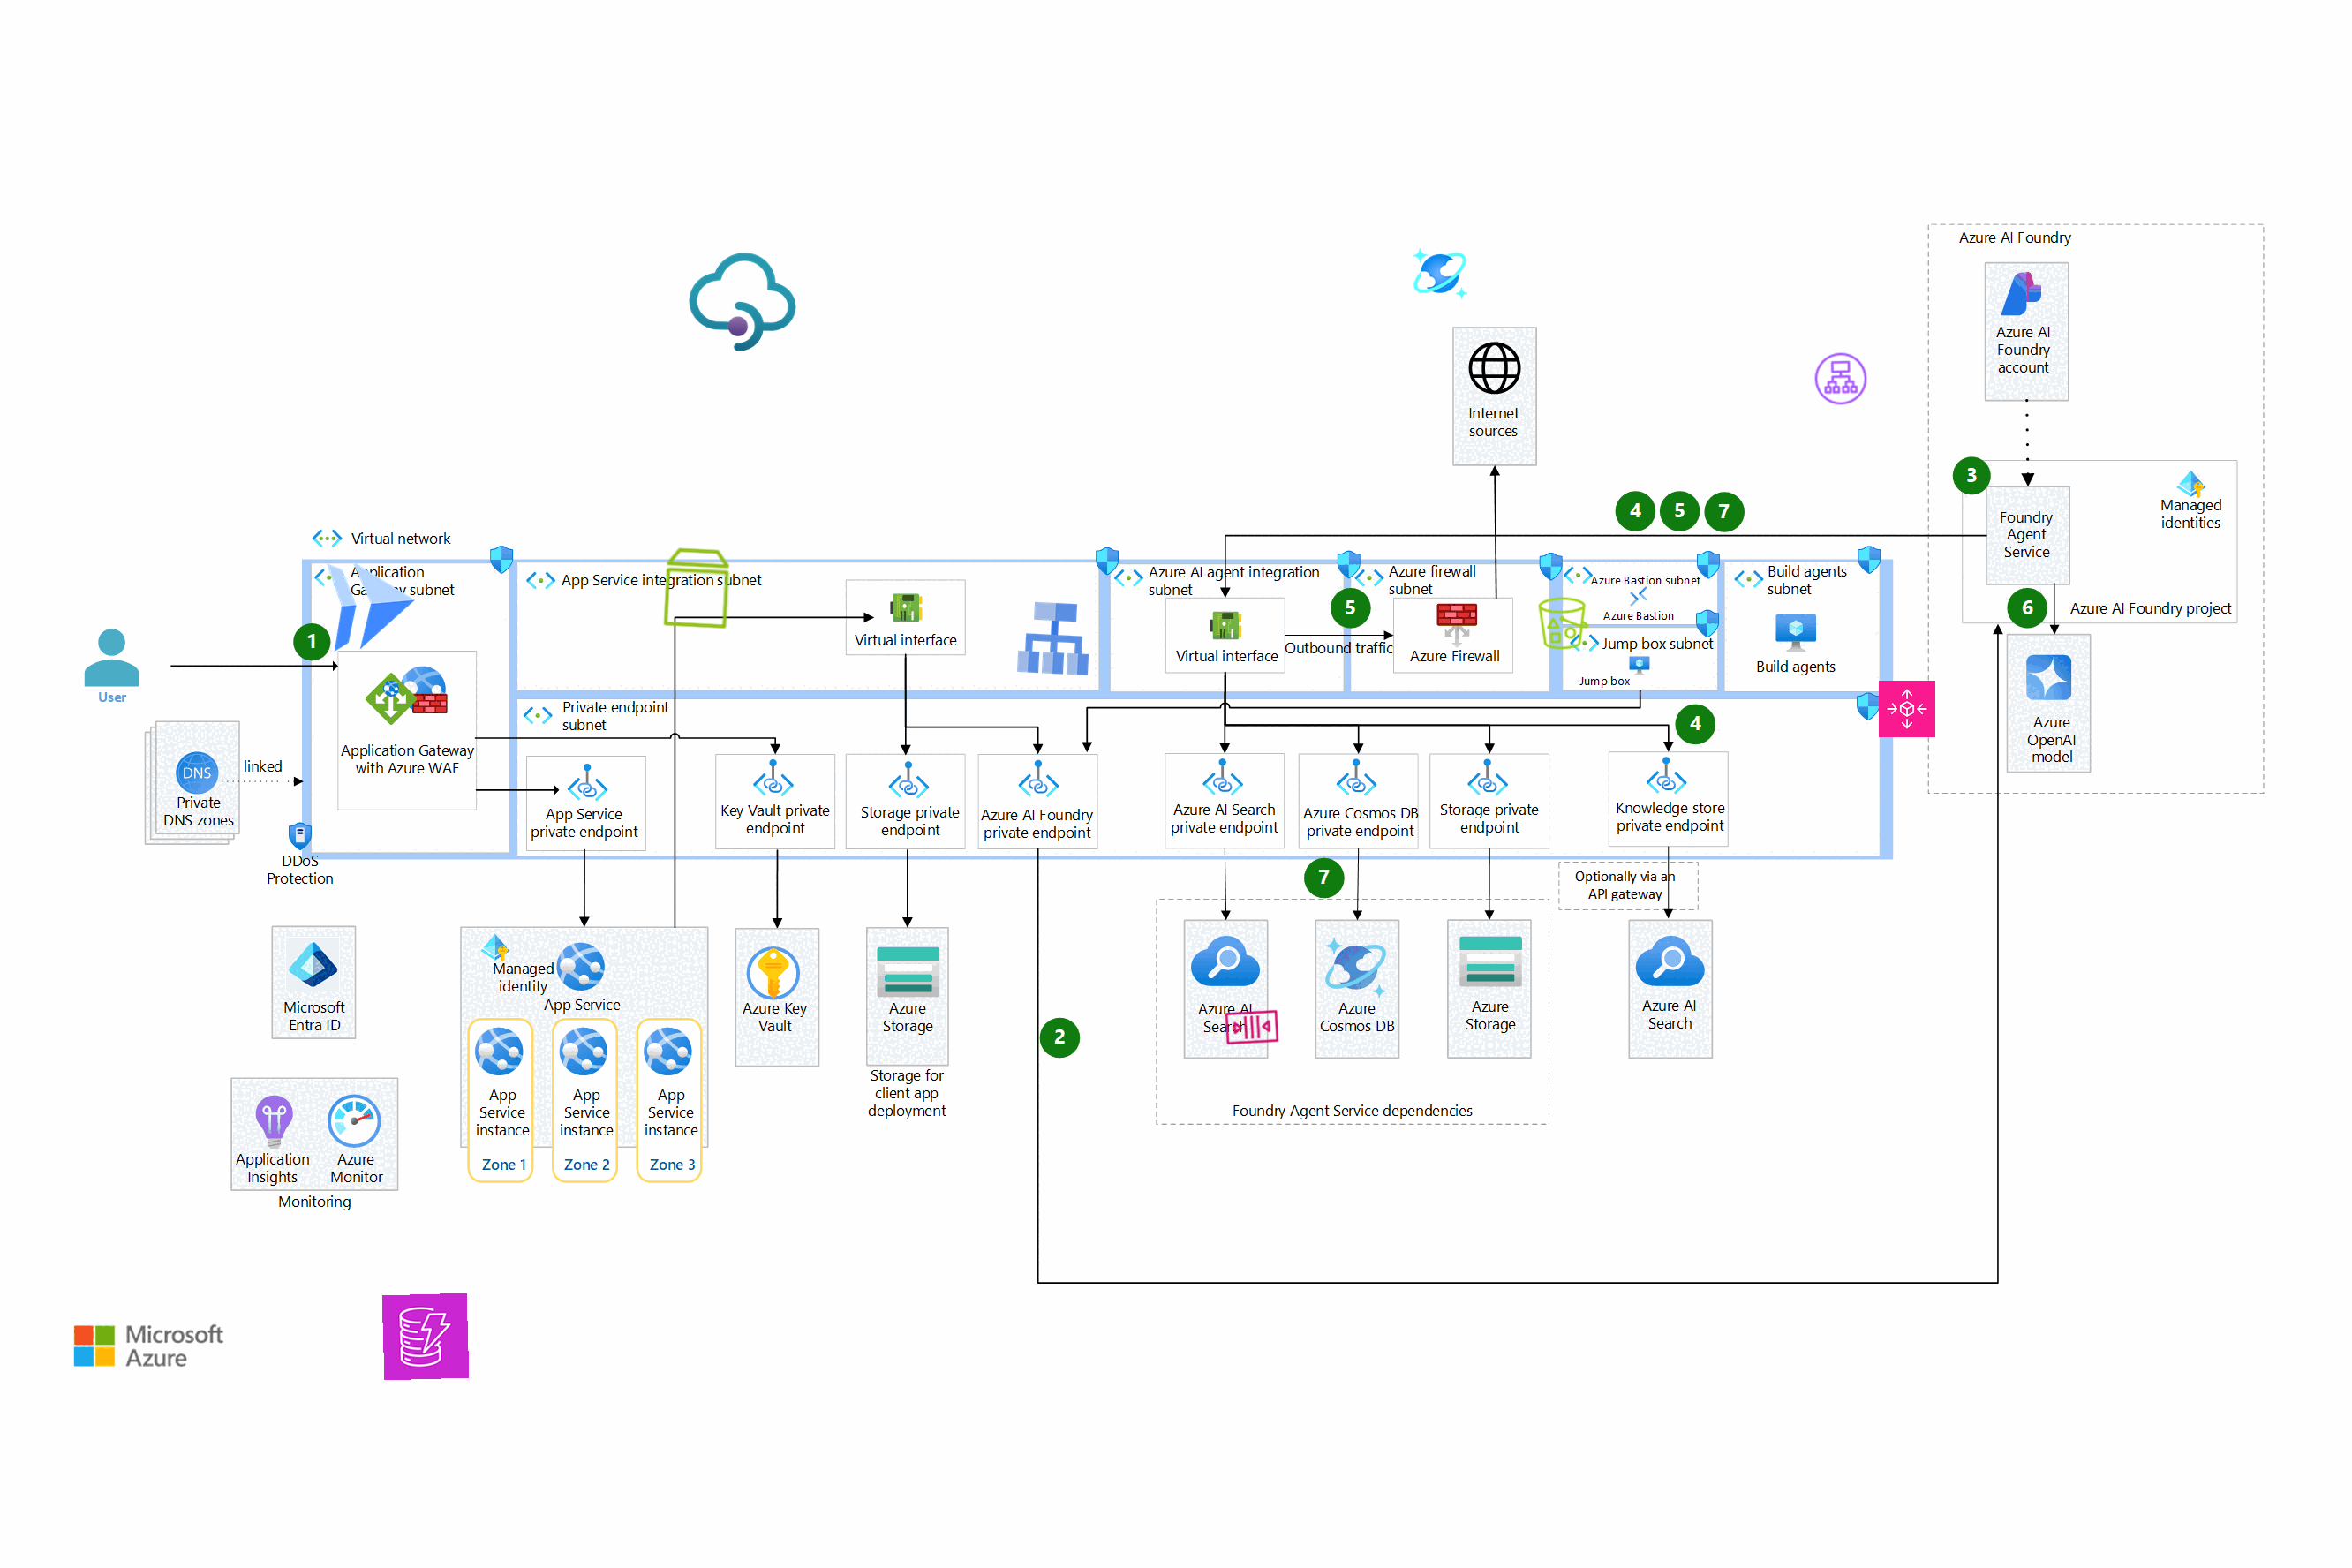 Azure AI Foundry
Azure AI
Foundry
account
Internet
sources
3
Managed
identities
Foundry
Agent
Service
4
5
7
Virtual network
Application
Gateway subnet
App Service integration subnet
Azure AI agent integration
subnet
Azure firewall
subnet
Azure Bastion subnet
Azure Bastion
Build agents
subnet
Build agents
5
6
Azure AI Foundry project
1
Virtual interface
Virtual interface
Outbound traffic
Azure Firewall
Jump box subnet
Jump box
User
Private endpoint
subnet
4
Azure
OpenAI
model
Application Gateway
with Azure WAF
linked
DNS
Private
DNS zones
App Service
private endpoint
Key Vault private
endpoint
Storage private
endpoint
Azure AI Foundry
private endpoint
Azure AI Search
private endpoint
Azure Cosmos DB
private endpoint
Storage private
endpoint
Knowledge store
private endpoint
DDoS
Protection
7
Optionally via an
API gateway
Microsoft
Entra ID
Managed
identity
App Service
Azure Key
Vault
Azure
Storage
Storage for
client app
deployment
2
Azure AI
Search
Azure
Cosmos DB
Azure
Storage
Azure AI
Search
Foundry Agent Service dependencies
App
Service
instance
Zone 1
App
Service
instance
Zone 2
App
Service
instance
Zone 3
Application
Insights
Azure
Monitor
Monitoring
Microsoft
Azure